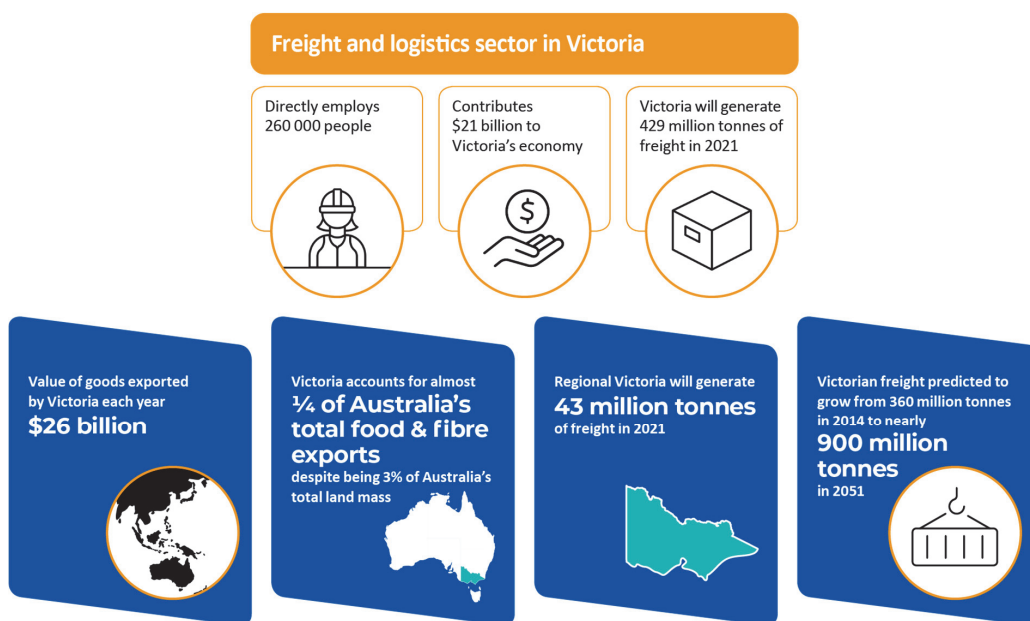 Freight and logistics sector in Victoria
Directly employs
260 000 people
Contributes
$21 billion to
Victoria's economy
Victoria will generate
429 million tonnes of
freight in 2021
$
Value of goods exported
by Victoria each year
$26 billion
Victoria accounts for almost
¼ of Australia's
total food & fibre
exports
despite being 3% of Australia's
total land mass
Regional Victoria will generate
43 million tonnes
of freight in 2021
Victorian freight predicted to
grow from 360 million tonnes
in 2014 to nearly
900 million
tonnes
in 2051